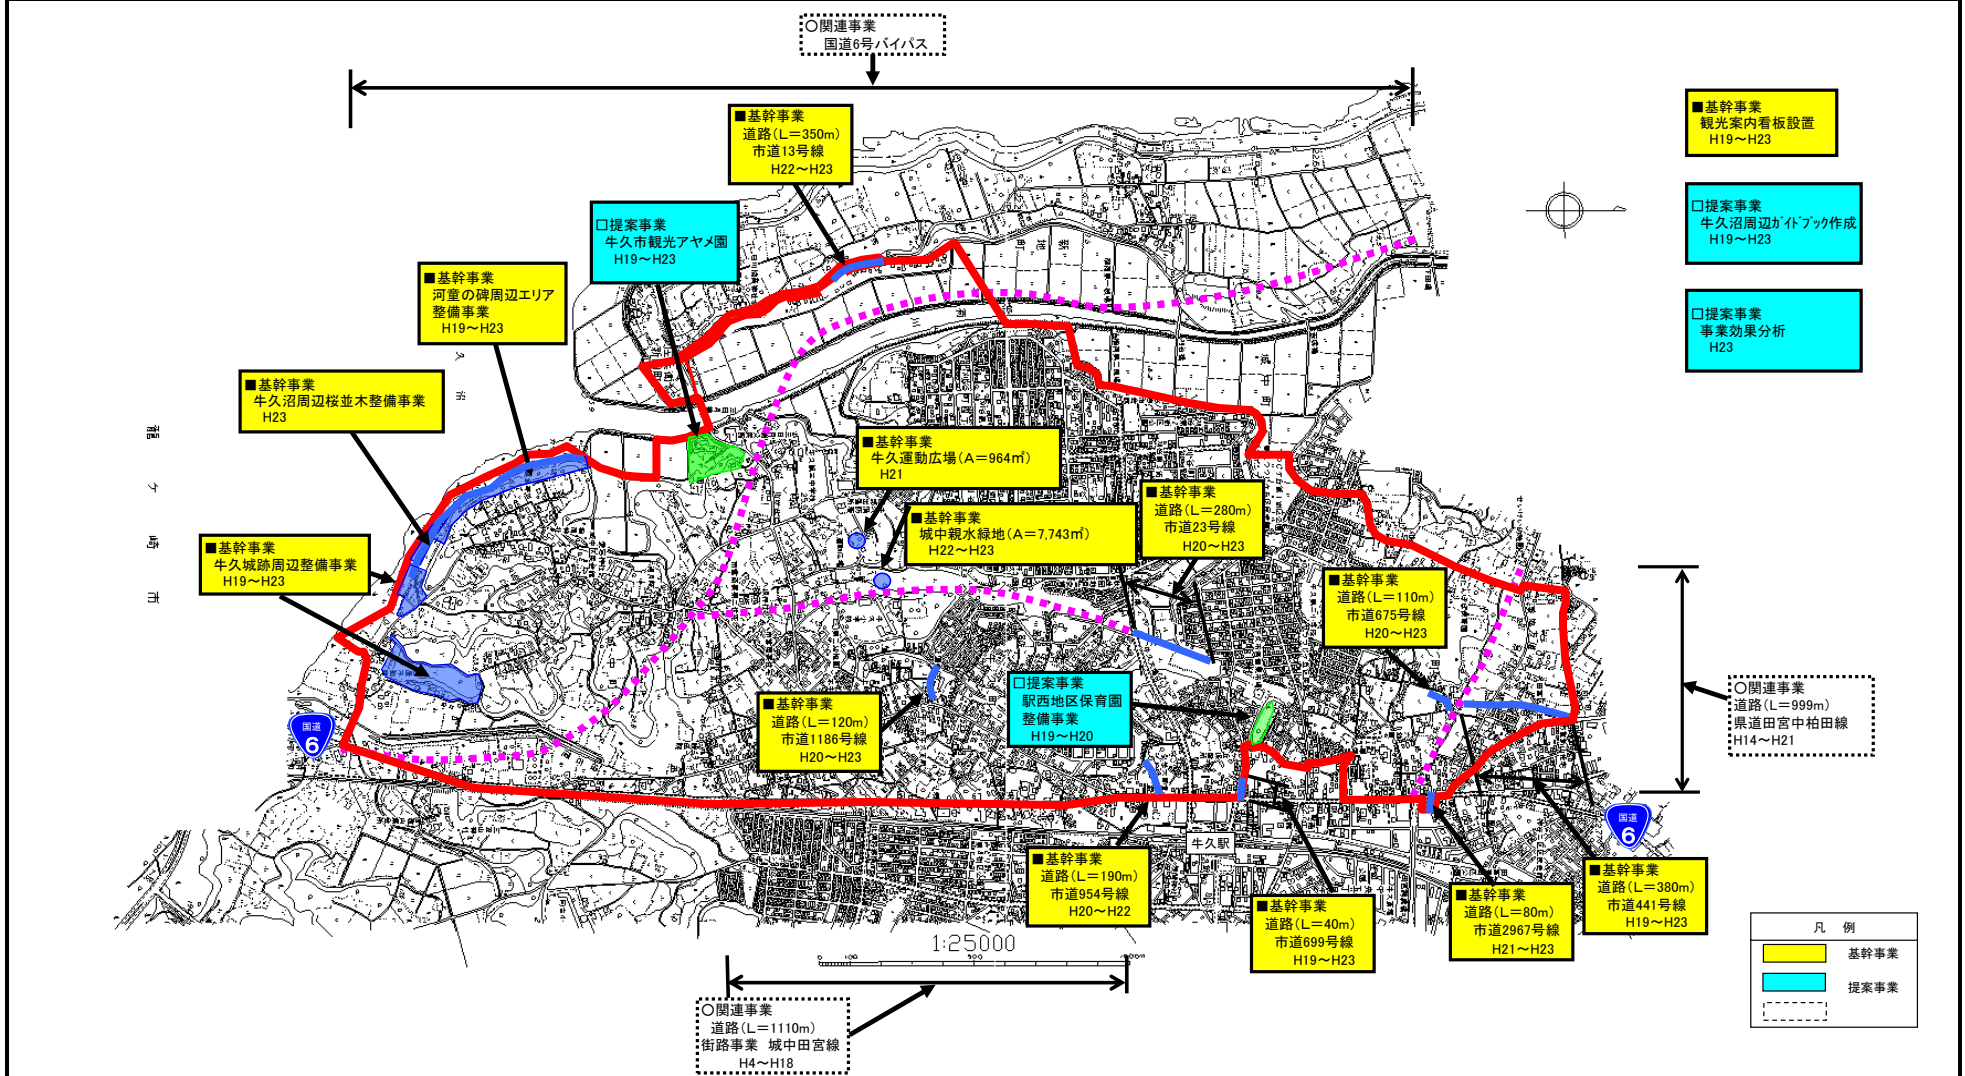 ○関連事業
国道6号バイパス
■基幹事業
道路(L=350m)
市道13号線
H22～H23
■基幹事業
観光案内看板設置
H19～H23
□提案事業
牛久沼周辺ｶﾞｲﾄﾞﾌﾞｯｸ作成
H19～H23
□提案事業
事業効果分析
H23
□提案事業
牛久市観光アヤメ園
H19～H23
■基幹事業
河童の碑周辺エリア
整備事業
H19～H23
■基幹事業
牛久沼周辺桜並木整備事業
H23
■基幹事業
牛久運動広場(A=964㎡)
H21
■基幹事業
城中親水緑地(A=7,743㎡)
H22～H23
■基幹事業
道路(L=280m)
市道23号線
H20～H23
■基幹事業
牛久城跡周辺整備事業
H19～H23
■基幹事業
道路(L=110m)
市道675号線
H20～H23
龍ケ崎市
久沼
城中町
□提案事業
駅西地区保育園
整備事業
H19～H20
■基幹事業
道路(L=120m)
市道1186号線
H20～H23
○関連事業
道路(L=999m)
県道田宮中柏田線
H14～H21
国道
6
国道
6
牛久駅
■基幹事業
道路(L=190m)
市道954号線
H20～H22
■基幹事業
道路(L=40m)
市道699号線
H19～H23
■基幹事業
道路(L=80m)
市道2967号線
H21～H23
■基幹事業
道路(L=380m)
市道441号線
H19～H23
1:25000
○関連事業
道路(L=1110m)
街路事業 城中田宮線
H4～H18
凡 例
基幹事業
提案事業